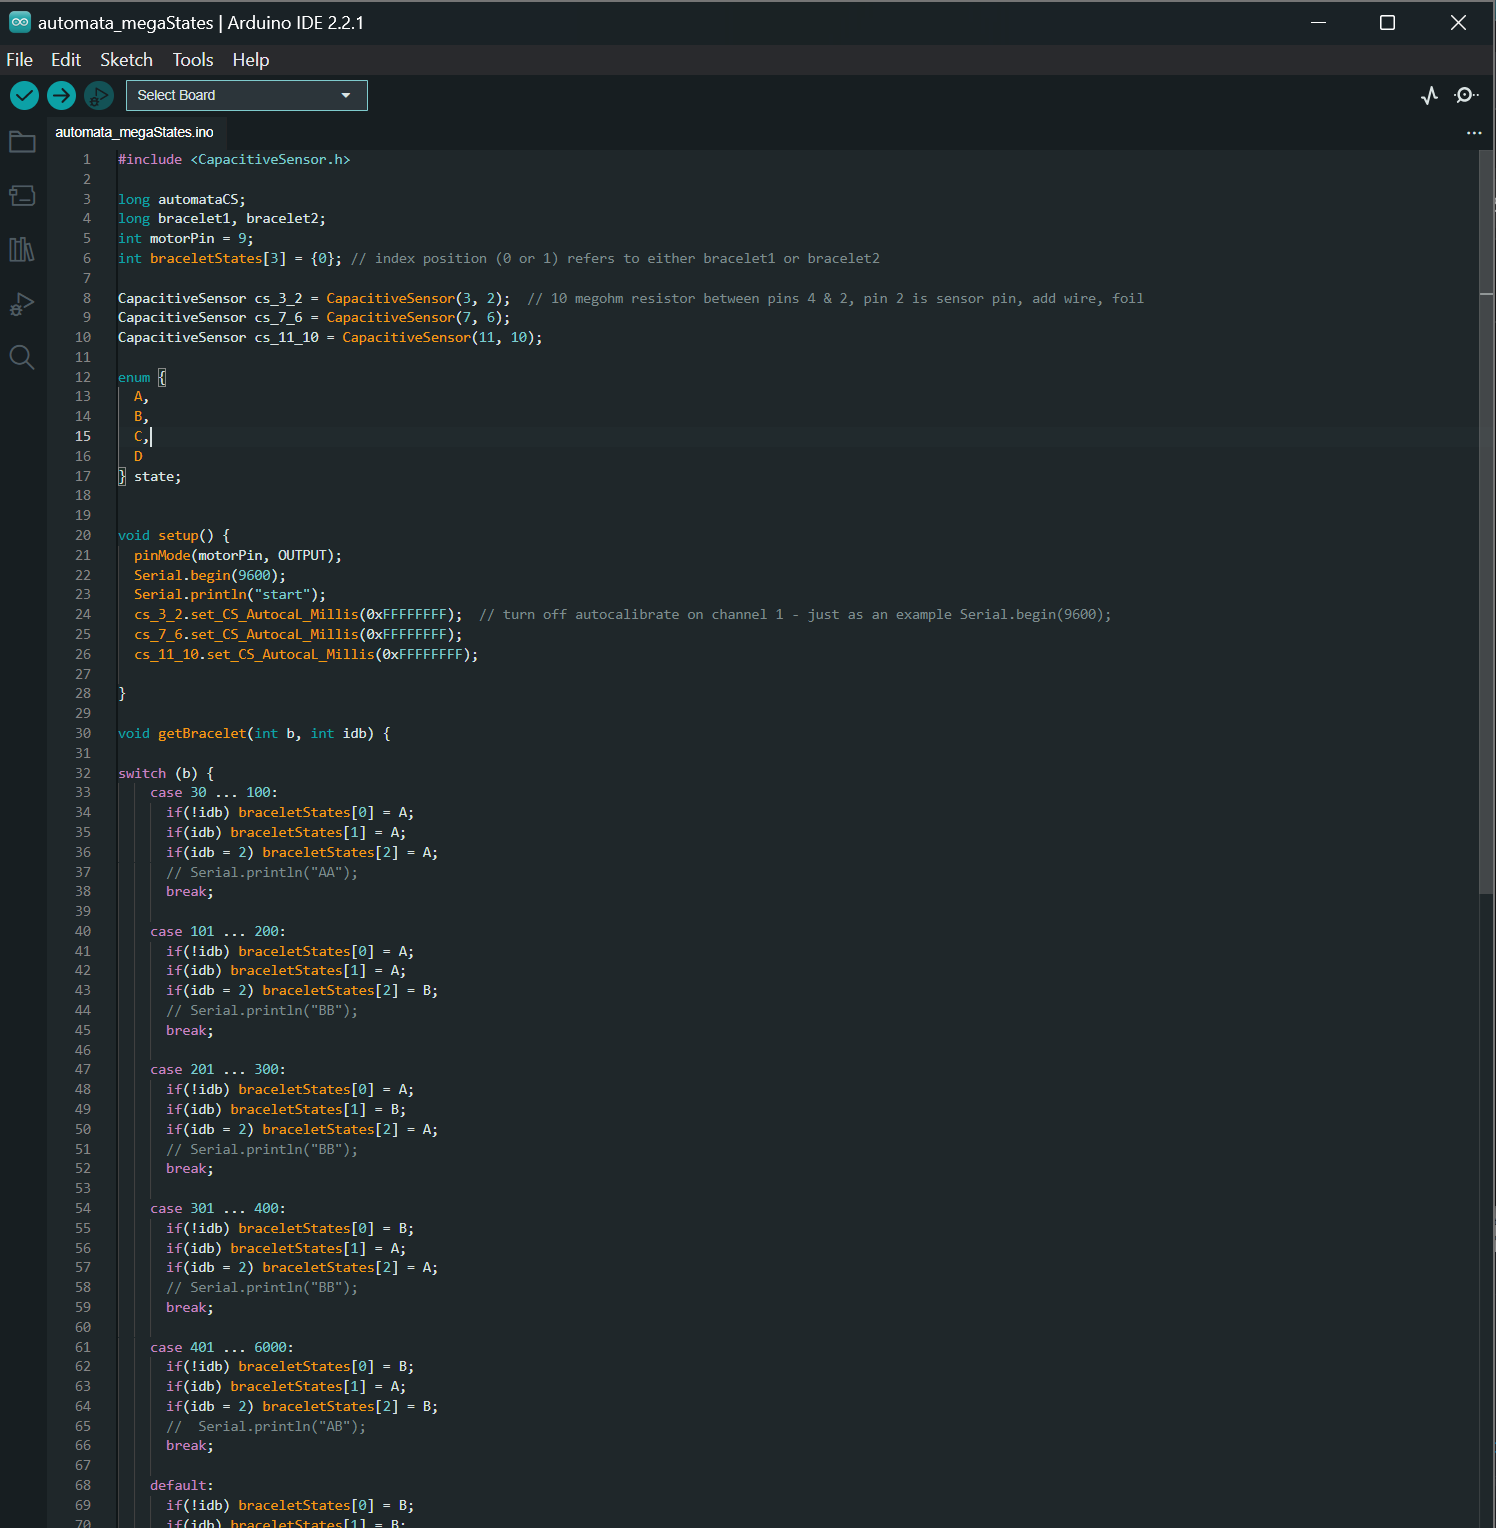 automata_megaStates | Arduino IDE 2.2.1
File Edit Sketch Tools Help
Select Board
automata_megaStates.ino
1 #include <CapacitiveSensor.h>
2
3 long automataCS;
4 long bracelet1, bracelet2;
5 int motorPin = 9;
6 int braceletStates[3] = {0}; // index position (0 or 1) refers to either bracelet1 or bracelet2
7
8 CapacitiveSensor cs_3_2 = CapacitiveSensor(3, 2);  // 10 megohm resistor between pins 4 & 2, pin 2 is sensor pin, add wire, foil
9 CapacitiveSensor cs_7_6 = CapacitiveSensor(7, 6);
10 CapacitiveSensor cs_11_10 = CapacitiveSensor(11, 10);
11
12 enum {
13   A,
14   B,
15   C,
16   D
17 } state;
18
19
20 void setup() {
21   pinMode(motorPin, OUTPUT);
22   Serial.begin(9600);
23   Serial.println("start");
24   cs_3_2.set_CS_AutocaL_Millis(0xFFFFFFFF);  // turn off autocalibrate on channel 1 - just as an example Serial.begin(9600);
25   cs_7_6.set_CS_AutocaL_Millis(0xFFFFFFFF);
26   cs_11_10.set_CS_AutocaL_Millis(0xFFFFFFFF);
27
28 }
29
30 void getBracelet(int b, int idb) {
31
32 switch (b) {
33     case 30 ... 100:
34       if(!idb) braceletStates[0] = A;
35       if(idb) braceletStates[1] = A;
36       if(idb = 2) braceletStates[2] = A;
37       // Serial.println("AA");
38       break;
39
40     case 101 ... 200:
41       if(!idb) braceletStates[0] = A;
42       if(idb) braceletStates[1] = A;
43       if(idb = 2) braceletStates[2] = B;
44       // Serial.println("BB");
45       break;
46
47     case 201 ... 300:
48       if(!idb) braceletStates[0] = A;
49       if(idb) braceletStates[1] = B;
50       if(idb = 2) braceletStates[2] = A;
51       // Serial.println("BB");
52       break;
53
54     case 301 ... 400:
55       if(!idb) braceletStates[0] = B;
56       if(idb) braceletStates[1] = A;
57       if(idb = 2) braceletStates[2] = A;
58       // Serial.println("BB");
59       break;
60
61     case 401 ... 6000:
62       if(!idb) braceletStates[0] = B;
63       if(idb) braceletStates[1] = A;
64       if(idb = 2) braceletStates[2] = B;
65       //  Serial.println("AB");
66       break;
67
68     default:
69       if(!idb) braceletStates[0] = B;
70       if(idb) braceletStates[1] = B;